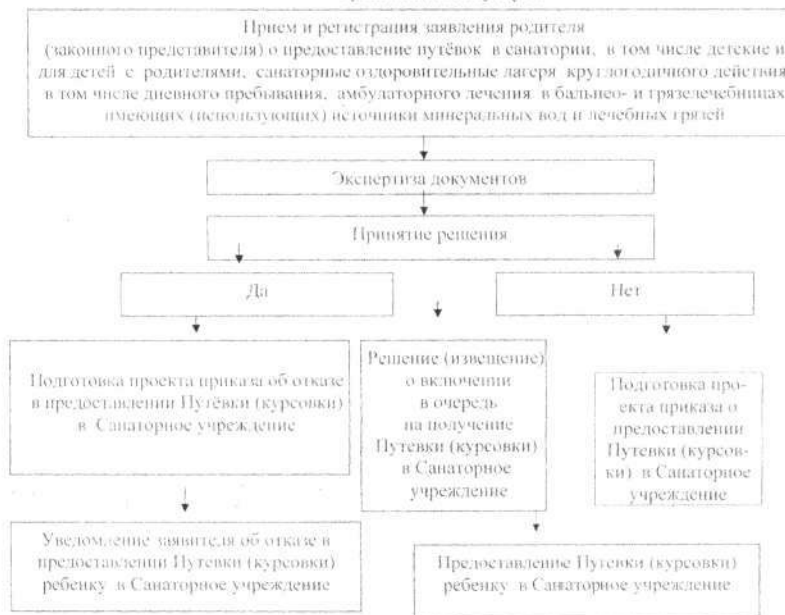 Прием и регистрация заявления родителя
(законного представителя) о предоставление путёвок в санатории, в том числе детские и
для детей с родителями, санаторные оздоровительные лагеря круглогодичного действия
в том числе дневного пребывания, амбулаторного лечения в бальнео- и грязелечебницах
имеющих (использующих) источники минеральных вод и лечебных грязей
Экспертиза документов
Принятие решения
Да
Нет
Подготовка проекта приказа об отказе
в предоставлении Путёвки (курсовки)
в Санаторное учреждение
Решение (извещение)
о включении
в очередь
на получение
Путевки (курсовки)
в Санаторное
учреждение
Подготовка про-
екта приказа о
предоставлении
Путевки (курсов-
ки) в Санаторное
учреждение
Уведомление заявителя об отказе в
предоставлении Путевки (курсовки)
ребенку в Санаторное учреждение
Предоставление Путевки (курсовки)
ребенку в Санаторное учреждение